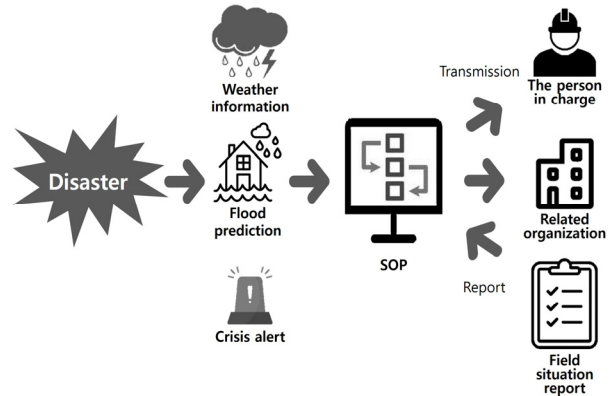 Disaster
Weather
information
Flood
prediction
!
Crisis alert
SOP
Transmission
The person
in charge
Related
organization
Report
Field
situation
report